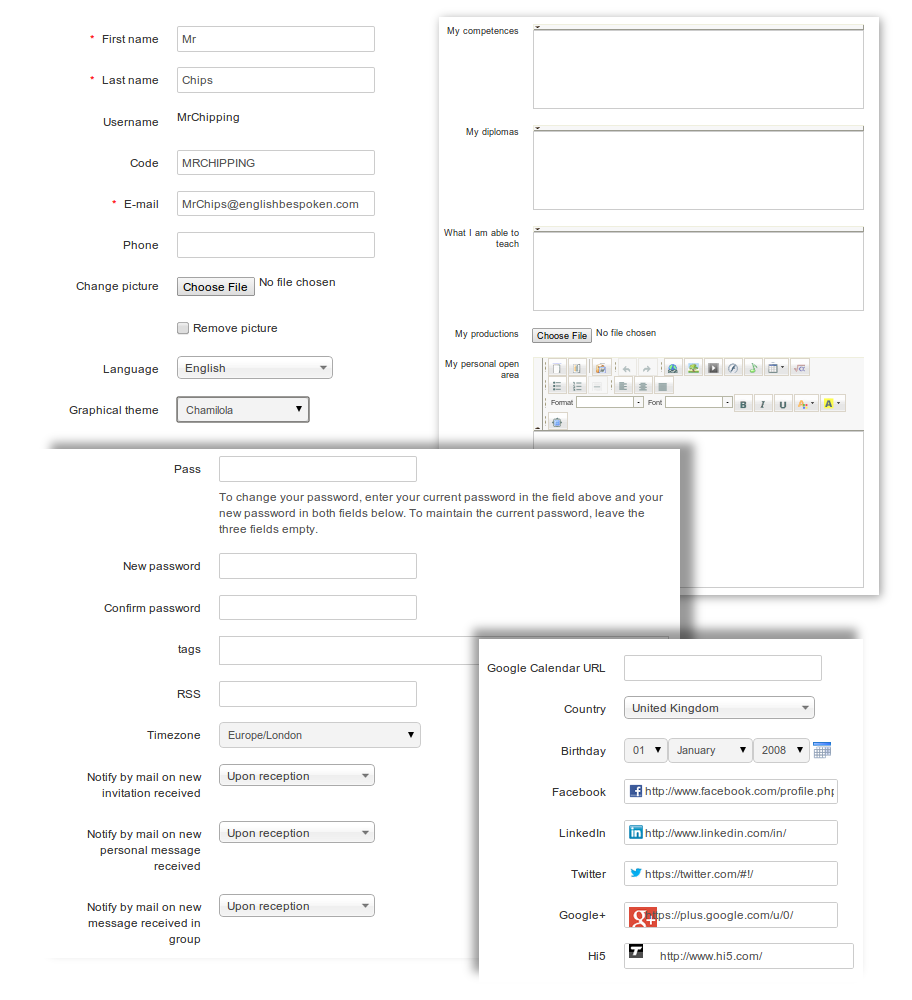 * First name Mr
* Last name Chips
Username MrChipping
Code MRCHIPPING
* E-mail MrChips@englishbespoken.com
Phone
Change picture Choose File No file chosen
Remove picture
Language English
Graphical theme Chamilola
My competences
My diplomas
What I am able to
teach
My productions Choose File No file chosen
My personal open
area
Format Font B I U A A
Pass
To change your password, enter your current password in the field above and your
new password in both fields below. To maintain the current password, leave the
three fields empty.
New password
Confirm password
tags
RSS
Timezone Europe/London
Notify by mail on new
invitation received
Upon reception
Notify by mail on new
personal message
received
Upon reception
Notify by mail on new
message received in
group
Upon reception
Google Calendar URL
Country United Kingdom
Birthday 01 January 2008
Facebook f http://www.facebook.com/profile.php
LinkedIn in http://www.linkedin.com/in/
Twitter https://twitter.com/#!/
Google+ g+ ttps://plus.google.com/u/0/
Hi5 http://www.hi5.com/